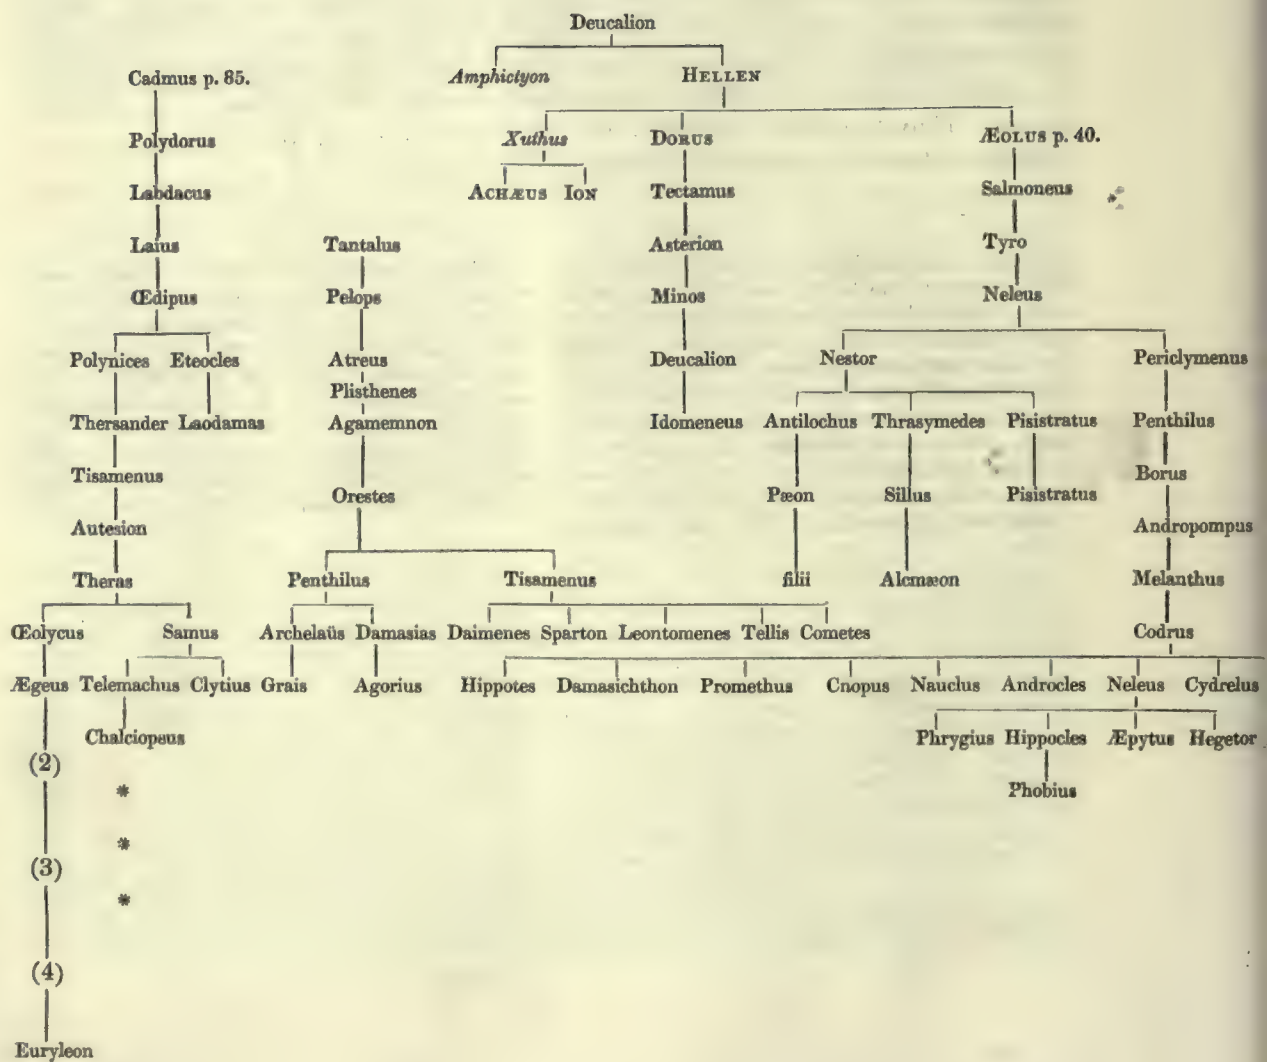 Deucalion
Cadmus p. 85. Amphictyon HELLEN
Polydorus Xuthus DORUS ÆOLUS p. 40.
Labdacus ACHÆUS ION Tectamus Salmoneus
Laius Tantalus Asterion Tyro
Œdipus Pelops Minos Neleus
Polynices Eteocles Atreus Deucalion Nestor Periclymenus
Plisthenes
Thersander Laodamas Agamemnon Idomeneus Antilochus Thrasymedes Pisistratus Penthilus
Tisamenus Borus
Orestes Pæon Sillus Pisistratus
Autesion Andropompus
Theras Penthilus Tisamenus filii Alcmæon Melanthus
Œolycus Samus Archelaüs Damasias Daimenes Sparton Leontomenes Tellis Cometes Codrus
Ægeus Telemachus Clytius Grais Agorius Hippotes Damasichthon Promethus Cnopus Nauclus Androcles Neleus Cydrelus
Chalciopeus Phrygius Hippocles Æpytus Hegetor
(2)
* Phobius
*
(3)
*
(4)
Euryleon